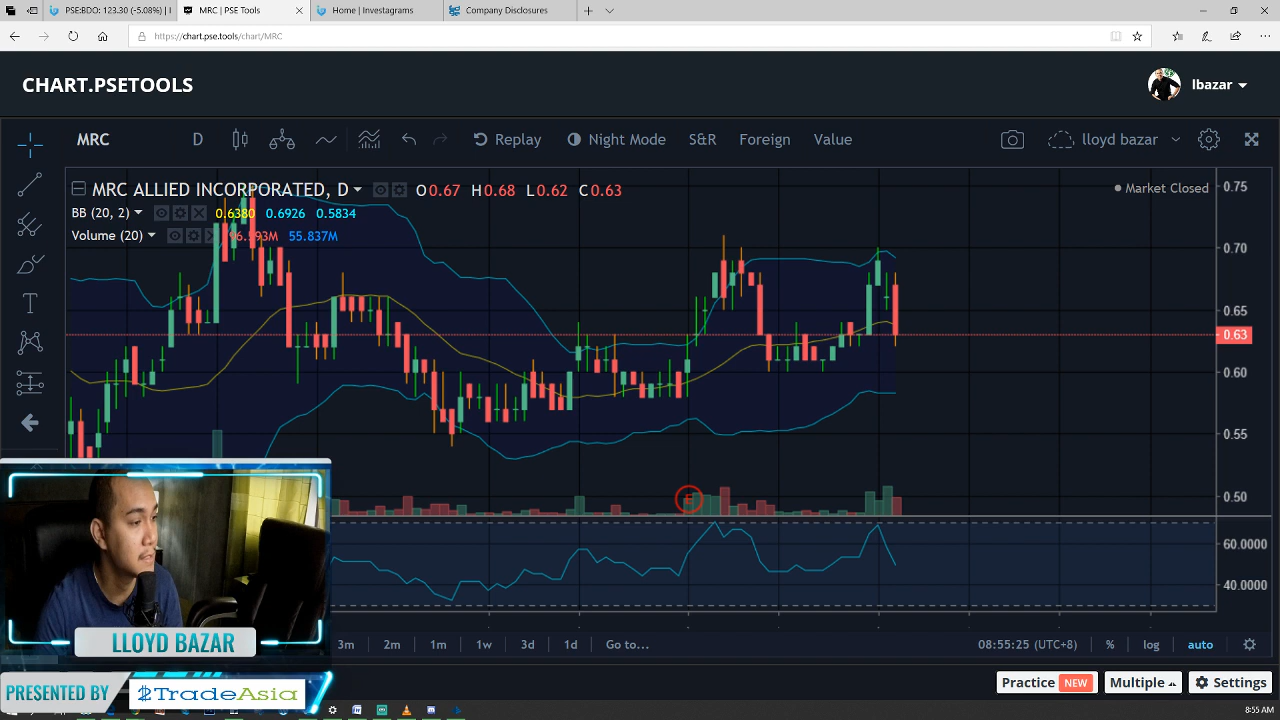 PSE:BDO: 123.30 (-5.08%) |
MRC | PSE Tools
Home | Investagrams
Company Disclosures
https://chart.pse.tools/chart/MRC
CHART.PSETOOLS
lbazar
MRC D Replay Night Mode S&R Foreign Value lloyd bazar
MRC ALLIED INCORPORATED, D O0.67 H0.68 L0.62 C0.63
Market Closed
BB (20, 2) 0.6380 0.6926 0.5834
Volume (20) 55.837M
0.75
0.70
0.65
0.63
0.60
0.55
0.50
E
60.0000
40.0000
LLOYD BAZAR
3m 2m 1m 1w 3d 1d Go to... 08:55:25 (UTC+8) % log auto
PRESENTED BY
$TradeAsia
Practice NEW Multiple Settings
8:55 AM